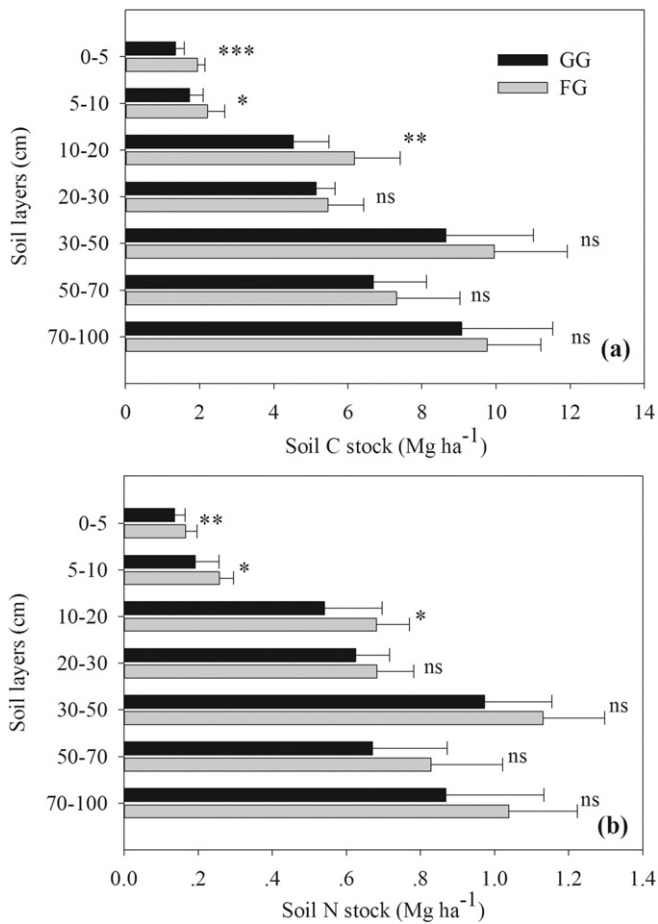 (a)
GG
FG
Soil layers (cm)
0-5
***
5-10
*
10-20
**
20-30
ns
30-50
ns
50-70
ns
70-100
ns
0 2 4 6 8 10 12 14
Soil C stock (Mg ha-1)
Soil layers (cm)
0-5
**
5-10
*
10-20
*
20-30
ns
30-50
ns
50-70
ns
70-100
ns
(b)
0.0 .2 .4 .6 .8 1.0 1.2 1.4
Soil N stock (Mg ha-1)